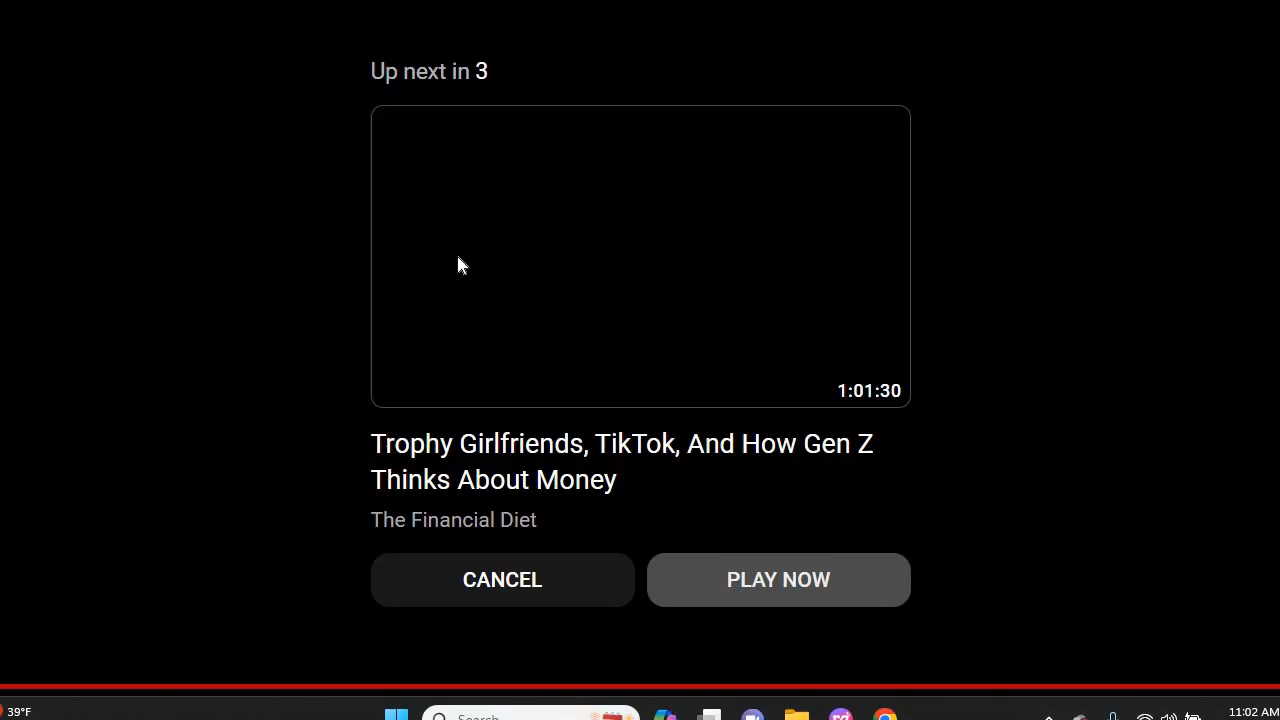 Up next in 3
1:01:30
Trophy Girlfriends, TikTok, And How Gen Z
Thinks About Money
The Financial Diet
CANCEL
PLAY NOW
39°F
Search
11:02 AM